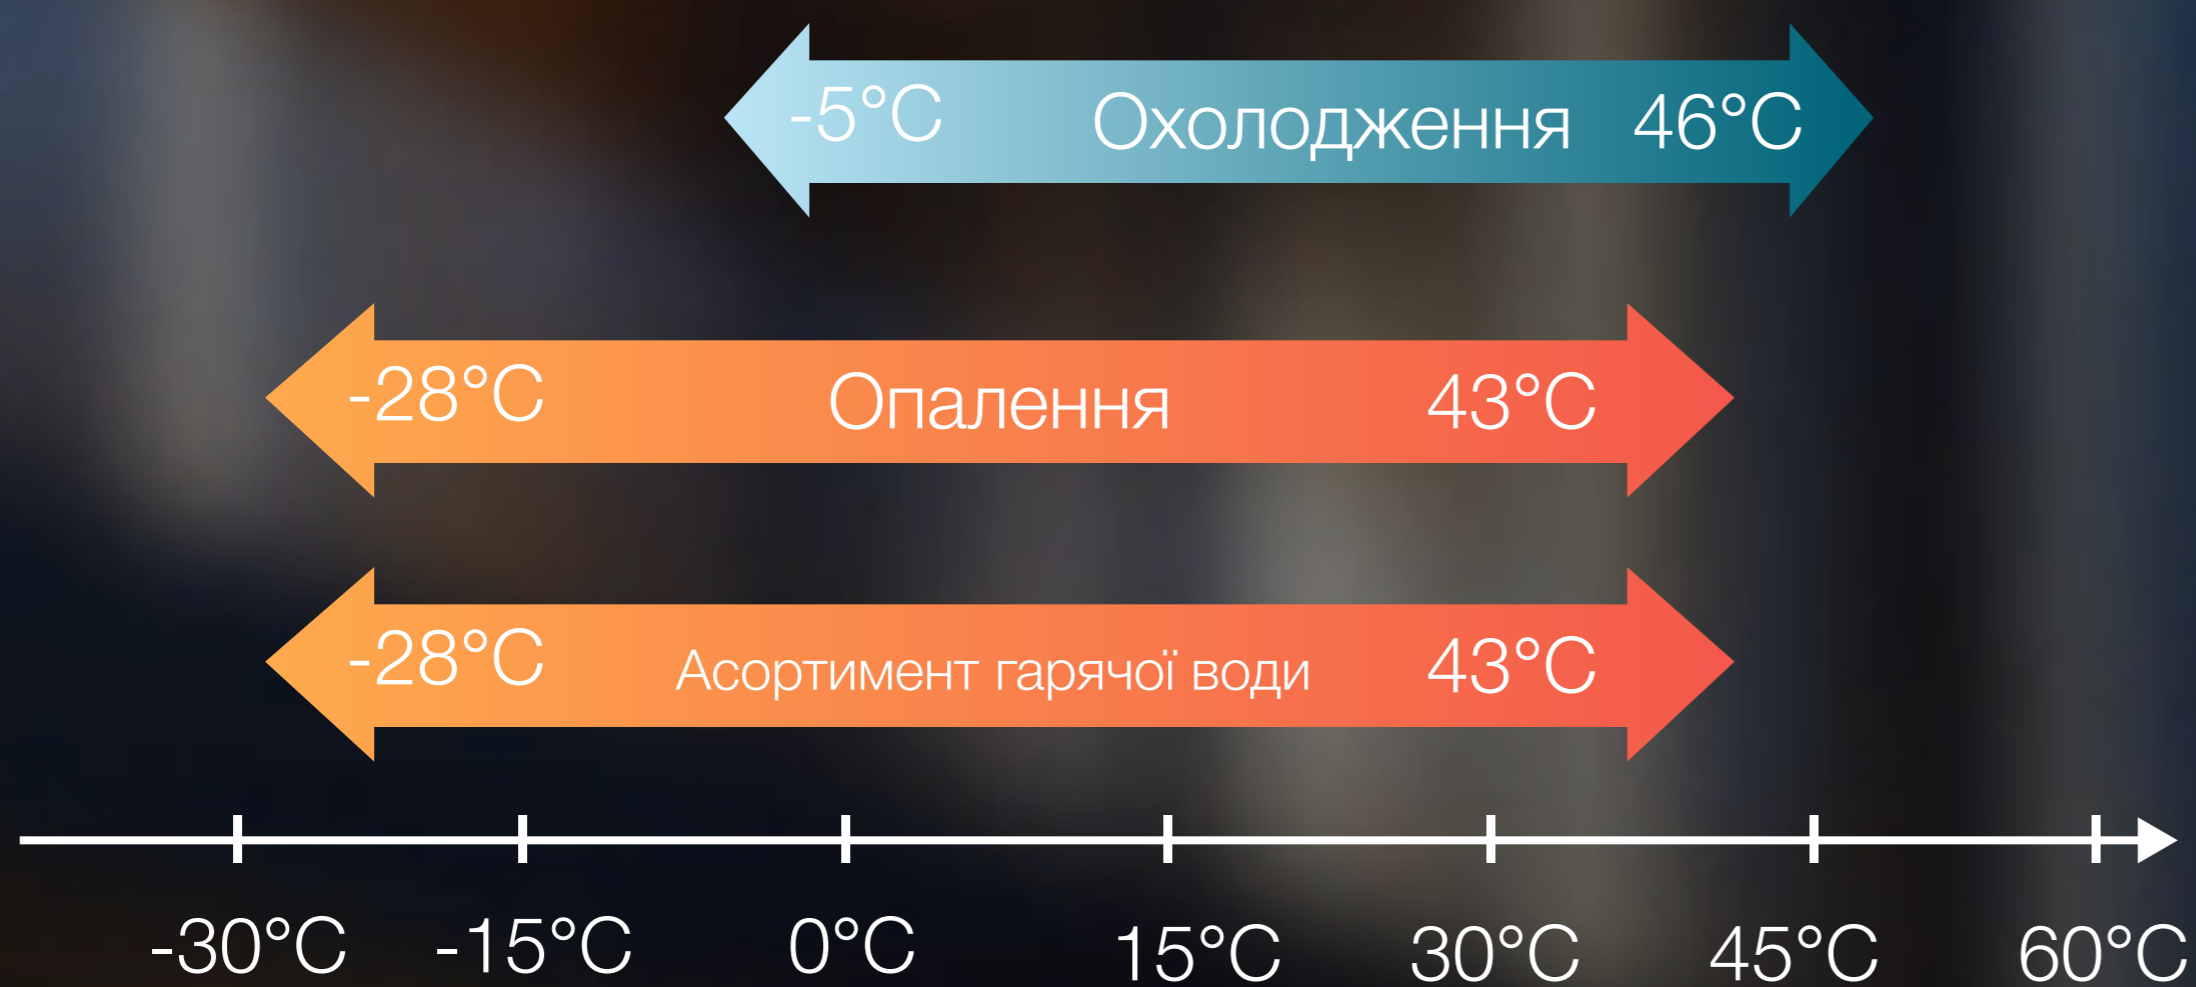 -5°C Охолодження 46°C
-28°C Опалення 43°C
-28°C Асортимент гарячої води 43°C
-30°C -15°C 0°C 15°C 30°C 45°C 60°C